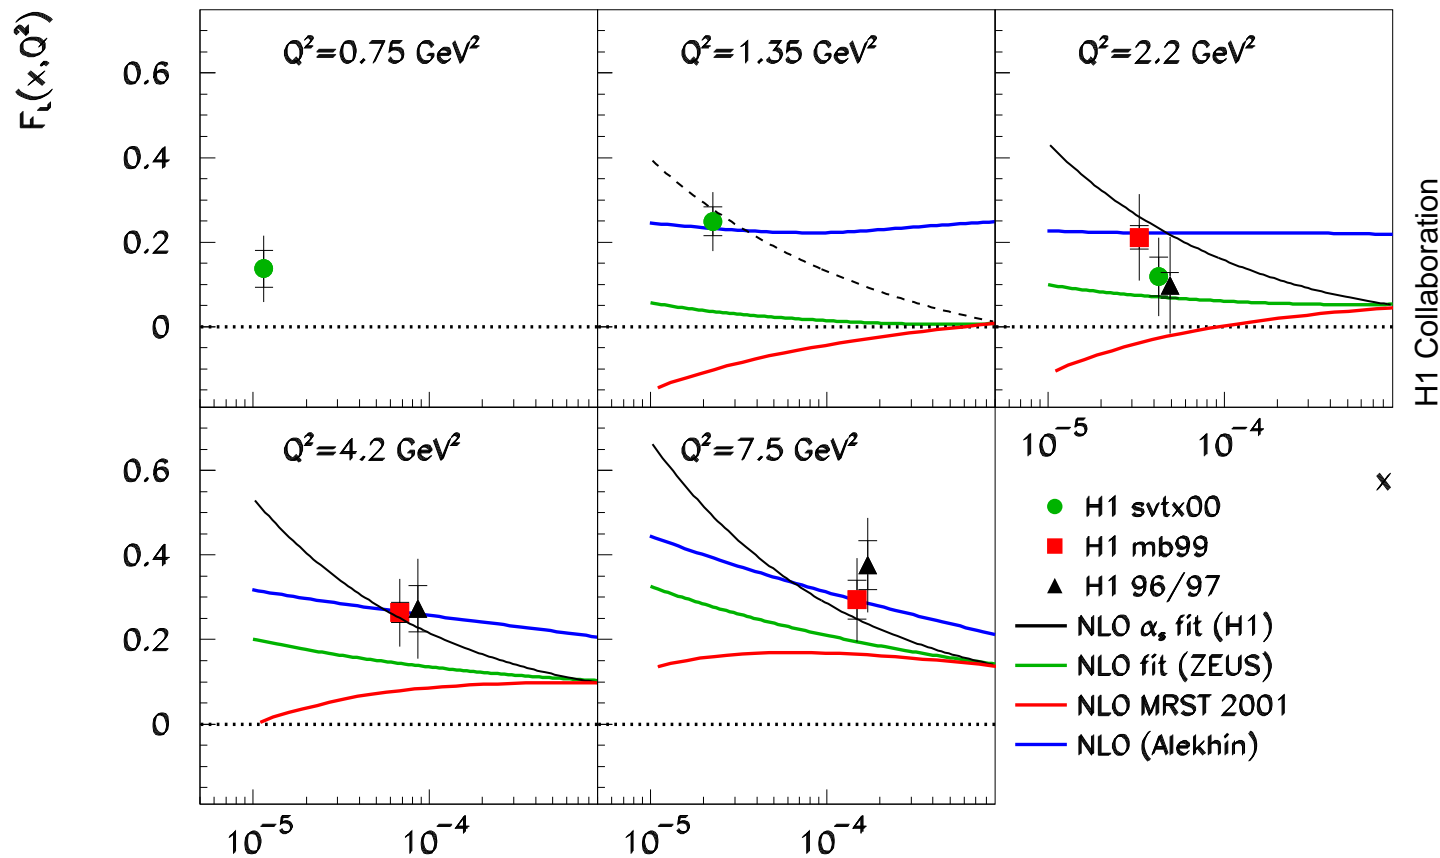 F_L(x,Q²)
Q²=0.75 GeV²
Q²=1.35 GeV²
Q²=2.2 GeV²
0.6
0.4
0.2
0
10⁻⁵ 10⁻⁴
x
H1 Collaboration
Q²=4.2 GeV²
Q²=7.5 GeV²
0.6
0.4
0.2
0
10⁻⁵ 10⁻⁴
10⁻⁵ 10⁻⁴
H1 svtx00
H1 mb99
H1 96/97
NLO αₛ fit (H1)
NLO fit (ZEUS)
NLO MRST 2001
NLO (Alekhin)